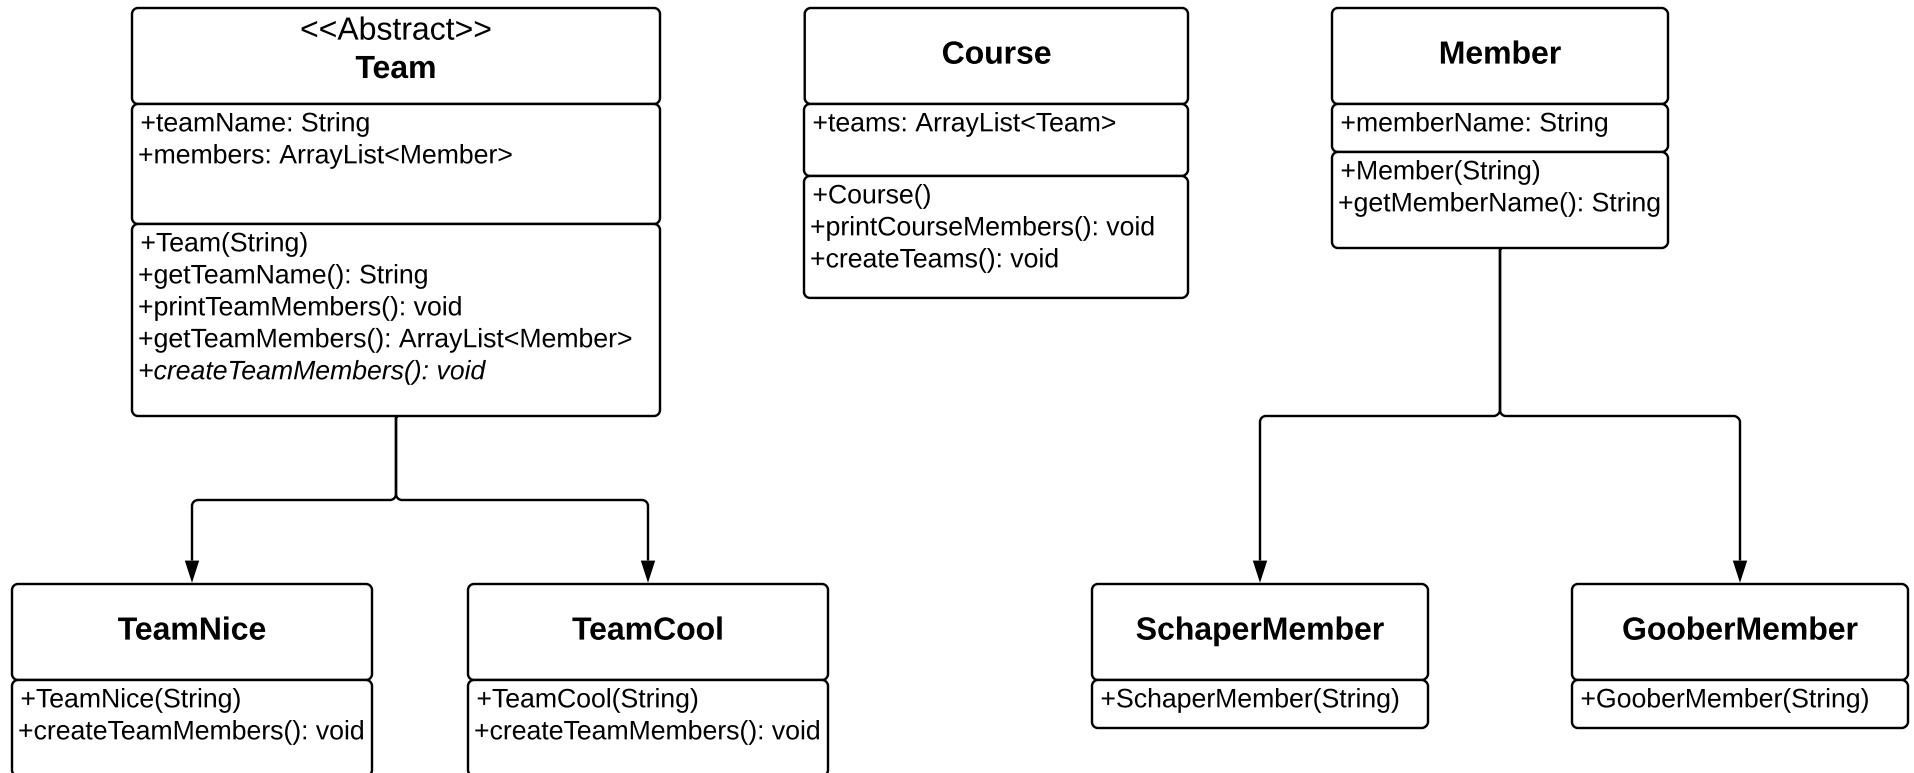 <<Abstract>>
Team
+teamName: String
+members: ArrayList<Member>
+Team(String)
+getTeamName(): String
+printTeamMembers(): void
+getTeamMembers(): ArrayList<Member>
+createTeamMembers(): void
Course
+teams: ArrayList<Team>
+Course()
+printCourseMembers(): void
+createTeams(): void
Member
+memberName: String
+Member(String)
+getMemberName(): String
TeamNice
+TeamNice(String)
+createTeamMembers(): void
TeamCool
+TeamCool(String)
+createTeamMembers(): void
SchaperMember
+SchaperMember(String)
GooberMember
+GooberMember(String)